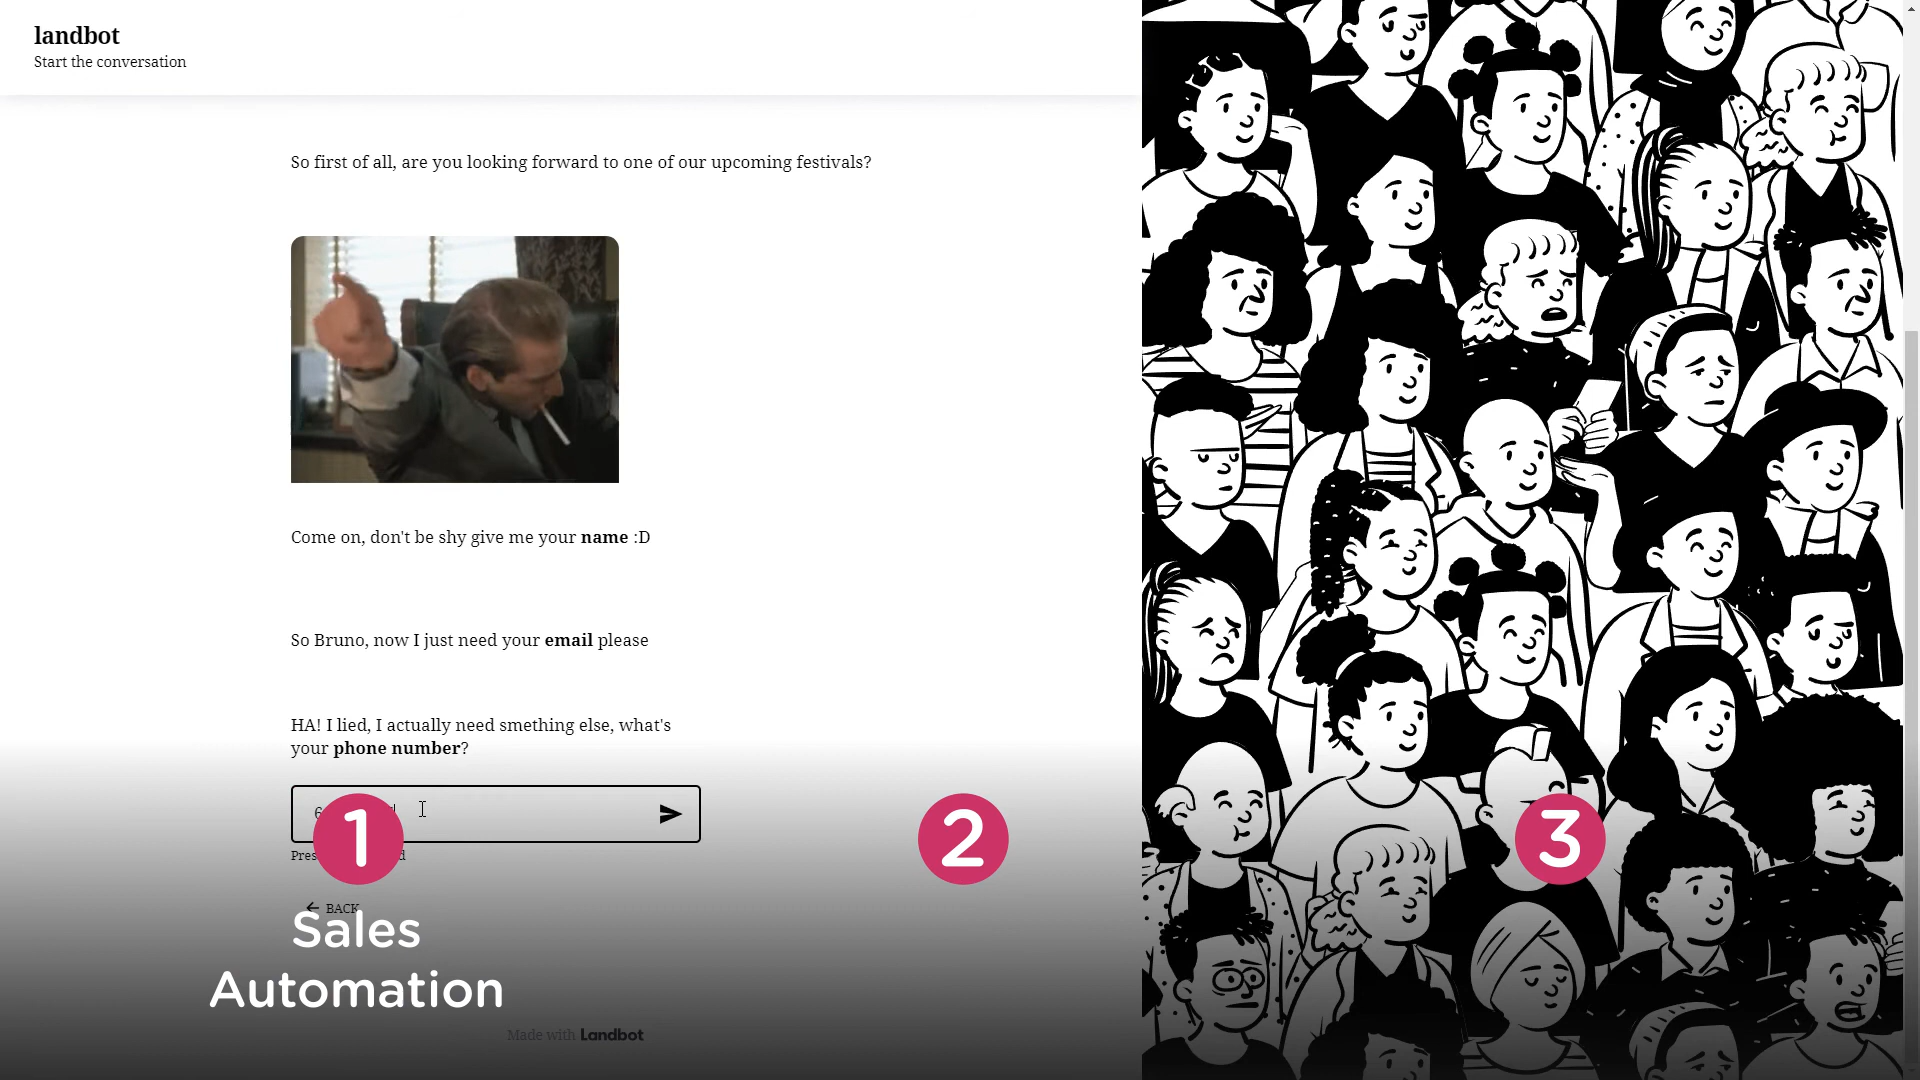 landbot
Start the conversation
So first of all, are you looking forward to one of our upcoming festivals?
Come on, don't be shy give me your name :D
So Bruno, now I just need your email please
HA! I lied, I actually need smething else, what's
your phone number?
1
2
3
BACK
Sales
Automation
Made with Landbot